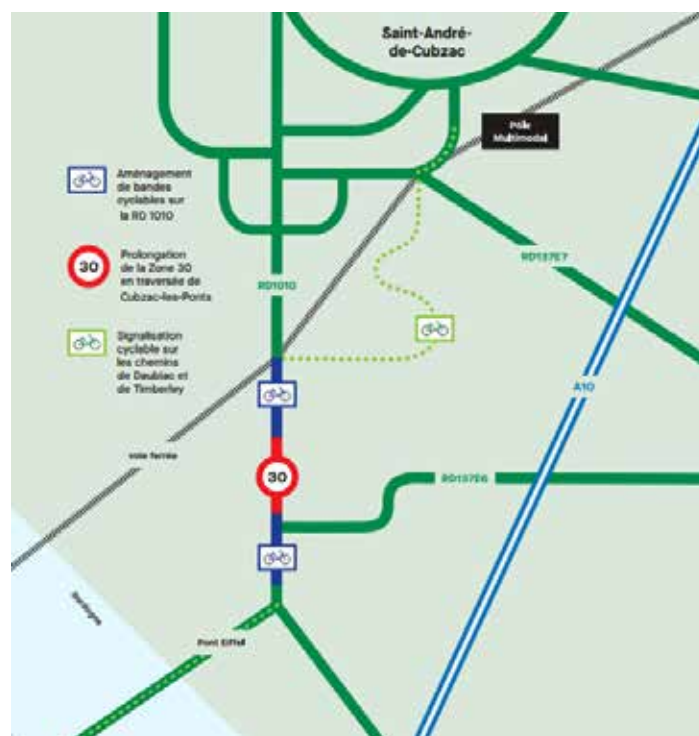 Saint-André-
de-Cubzac
Pôle
Multimodal
Aménagement
de bandes
cyclables sur
la RD 1010
30
Prolongation
de la Zone 30
en traversée de
Cubzac-les-Ponts
RD1010
RD137E7
Signalisation
cyclable sur
les chemins
de Daubiac et
de Timberley
A10
Voie ferrée
30
RD137E6
Dordogne
Pont Eiffel